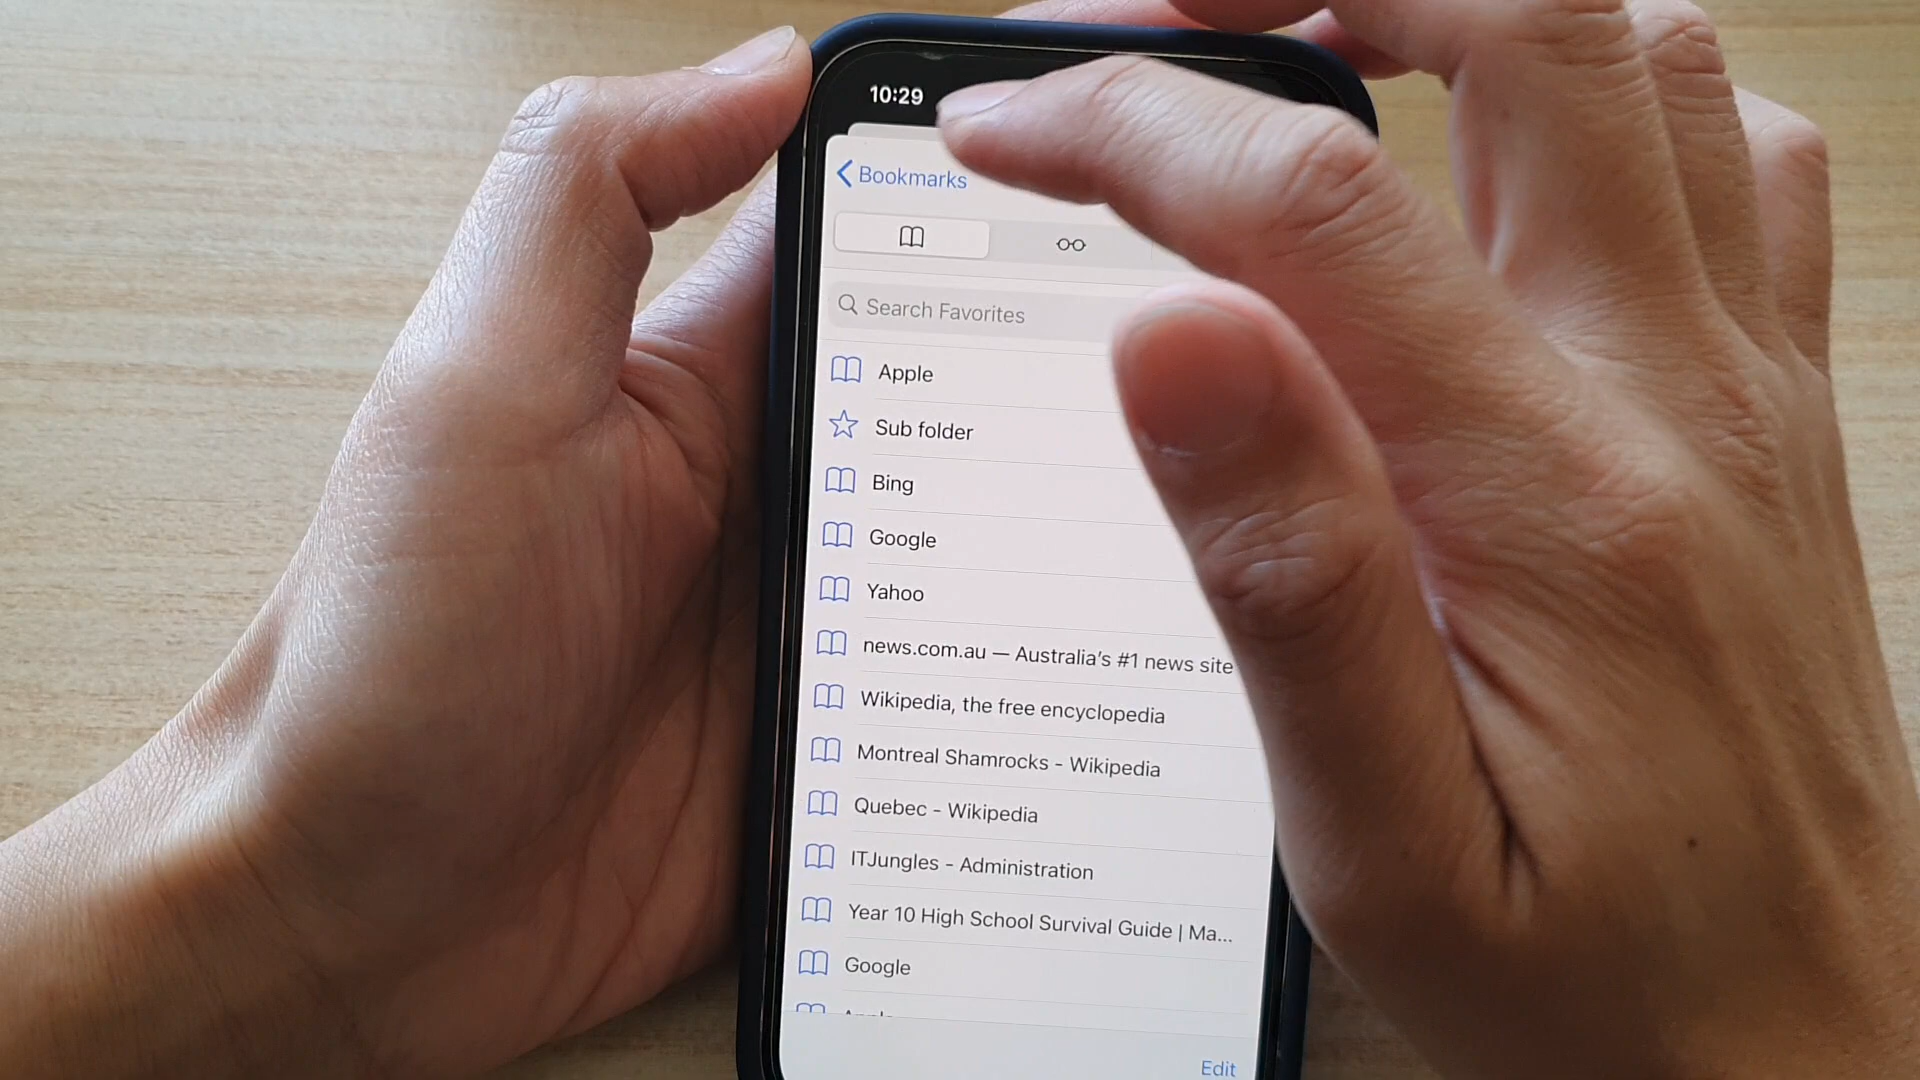 10:29
Bookmarks
Search Favorites
Apple
Sub folder
Bing
Google
Yahoo
news.com.au — Australia's #1 news site
Wikipedia, the free encyclopedia
Montreal Shamrocks - Wikipedia
Quebec - Wikipedia
ITJungles - Administration
Year 10 High School Survival Guide | Ma...
Google
Edit